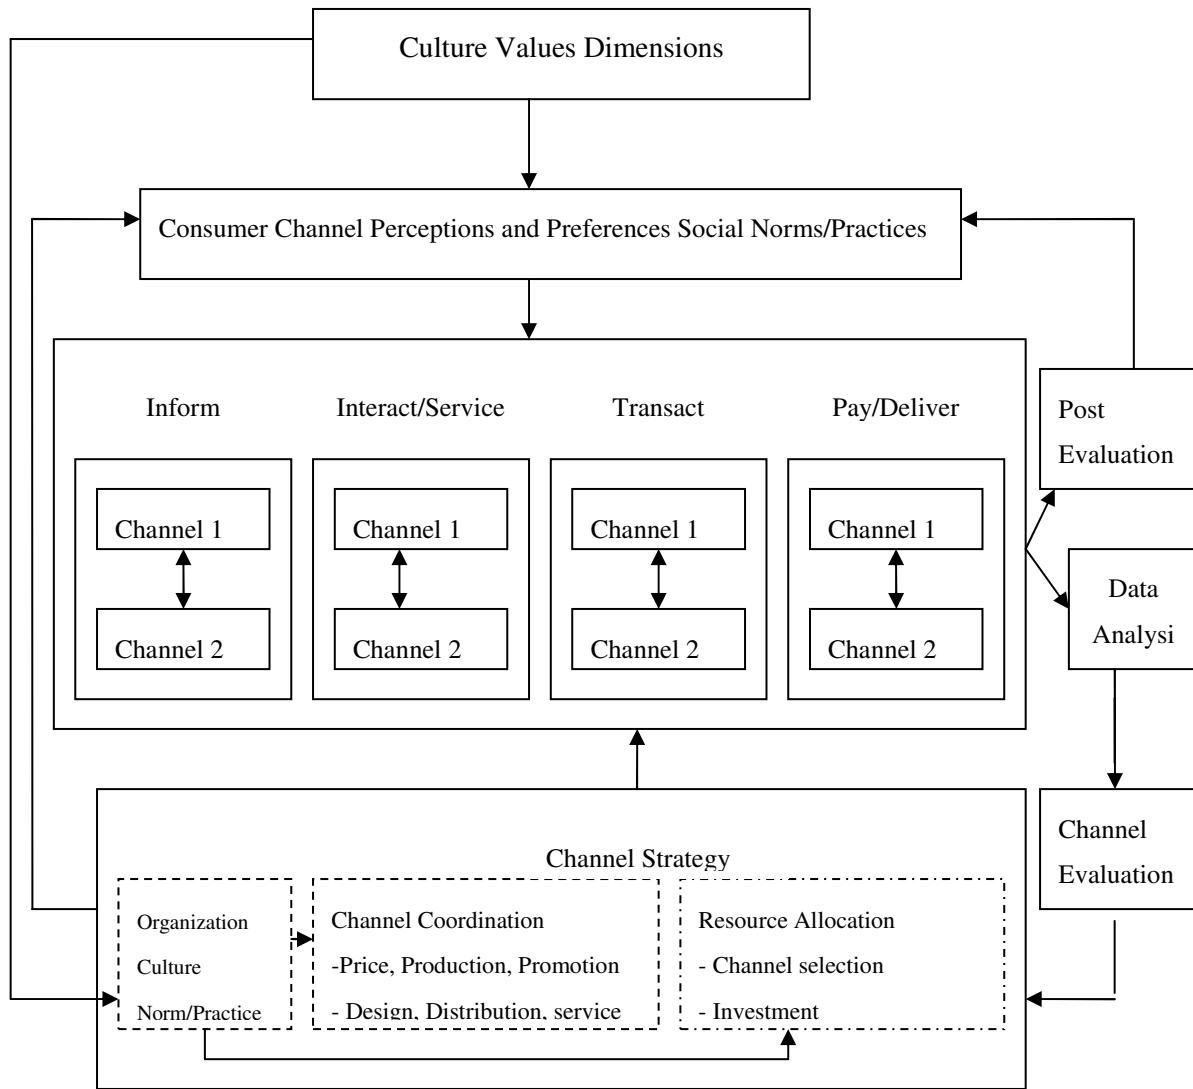 Culture Values Dimensions
Consumer Channel Perceptions and Preferences Social Norms/Practices
Inform
Interact/Service
Transact
Pay/Deliver
Channel 1
Channel 2
Channel 1
Channel 2
Channel 1
Channel 2
Channel 1
Channel 2
Post
Evaluation
Data
Analysi
Channel
Evaluation
Channel Strategy
Organization
Culture
Norm/Practice
Channel Coordination
-Price, Production, Promotion
- Design, Distribution, service
Resource Allocation
- Channel selection
- Investment